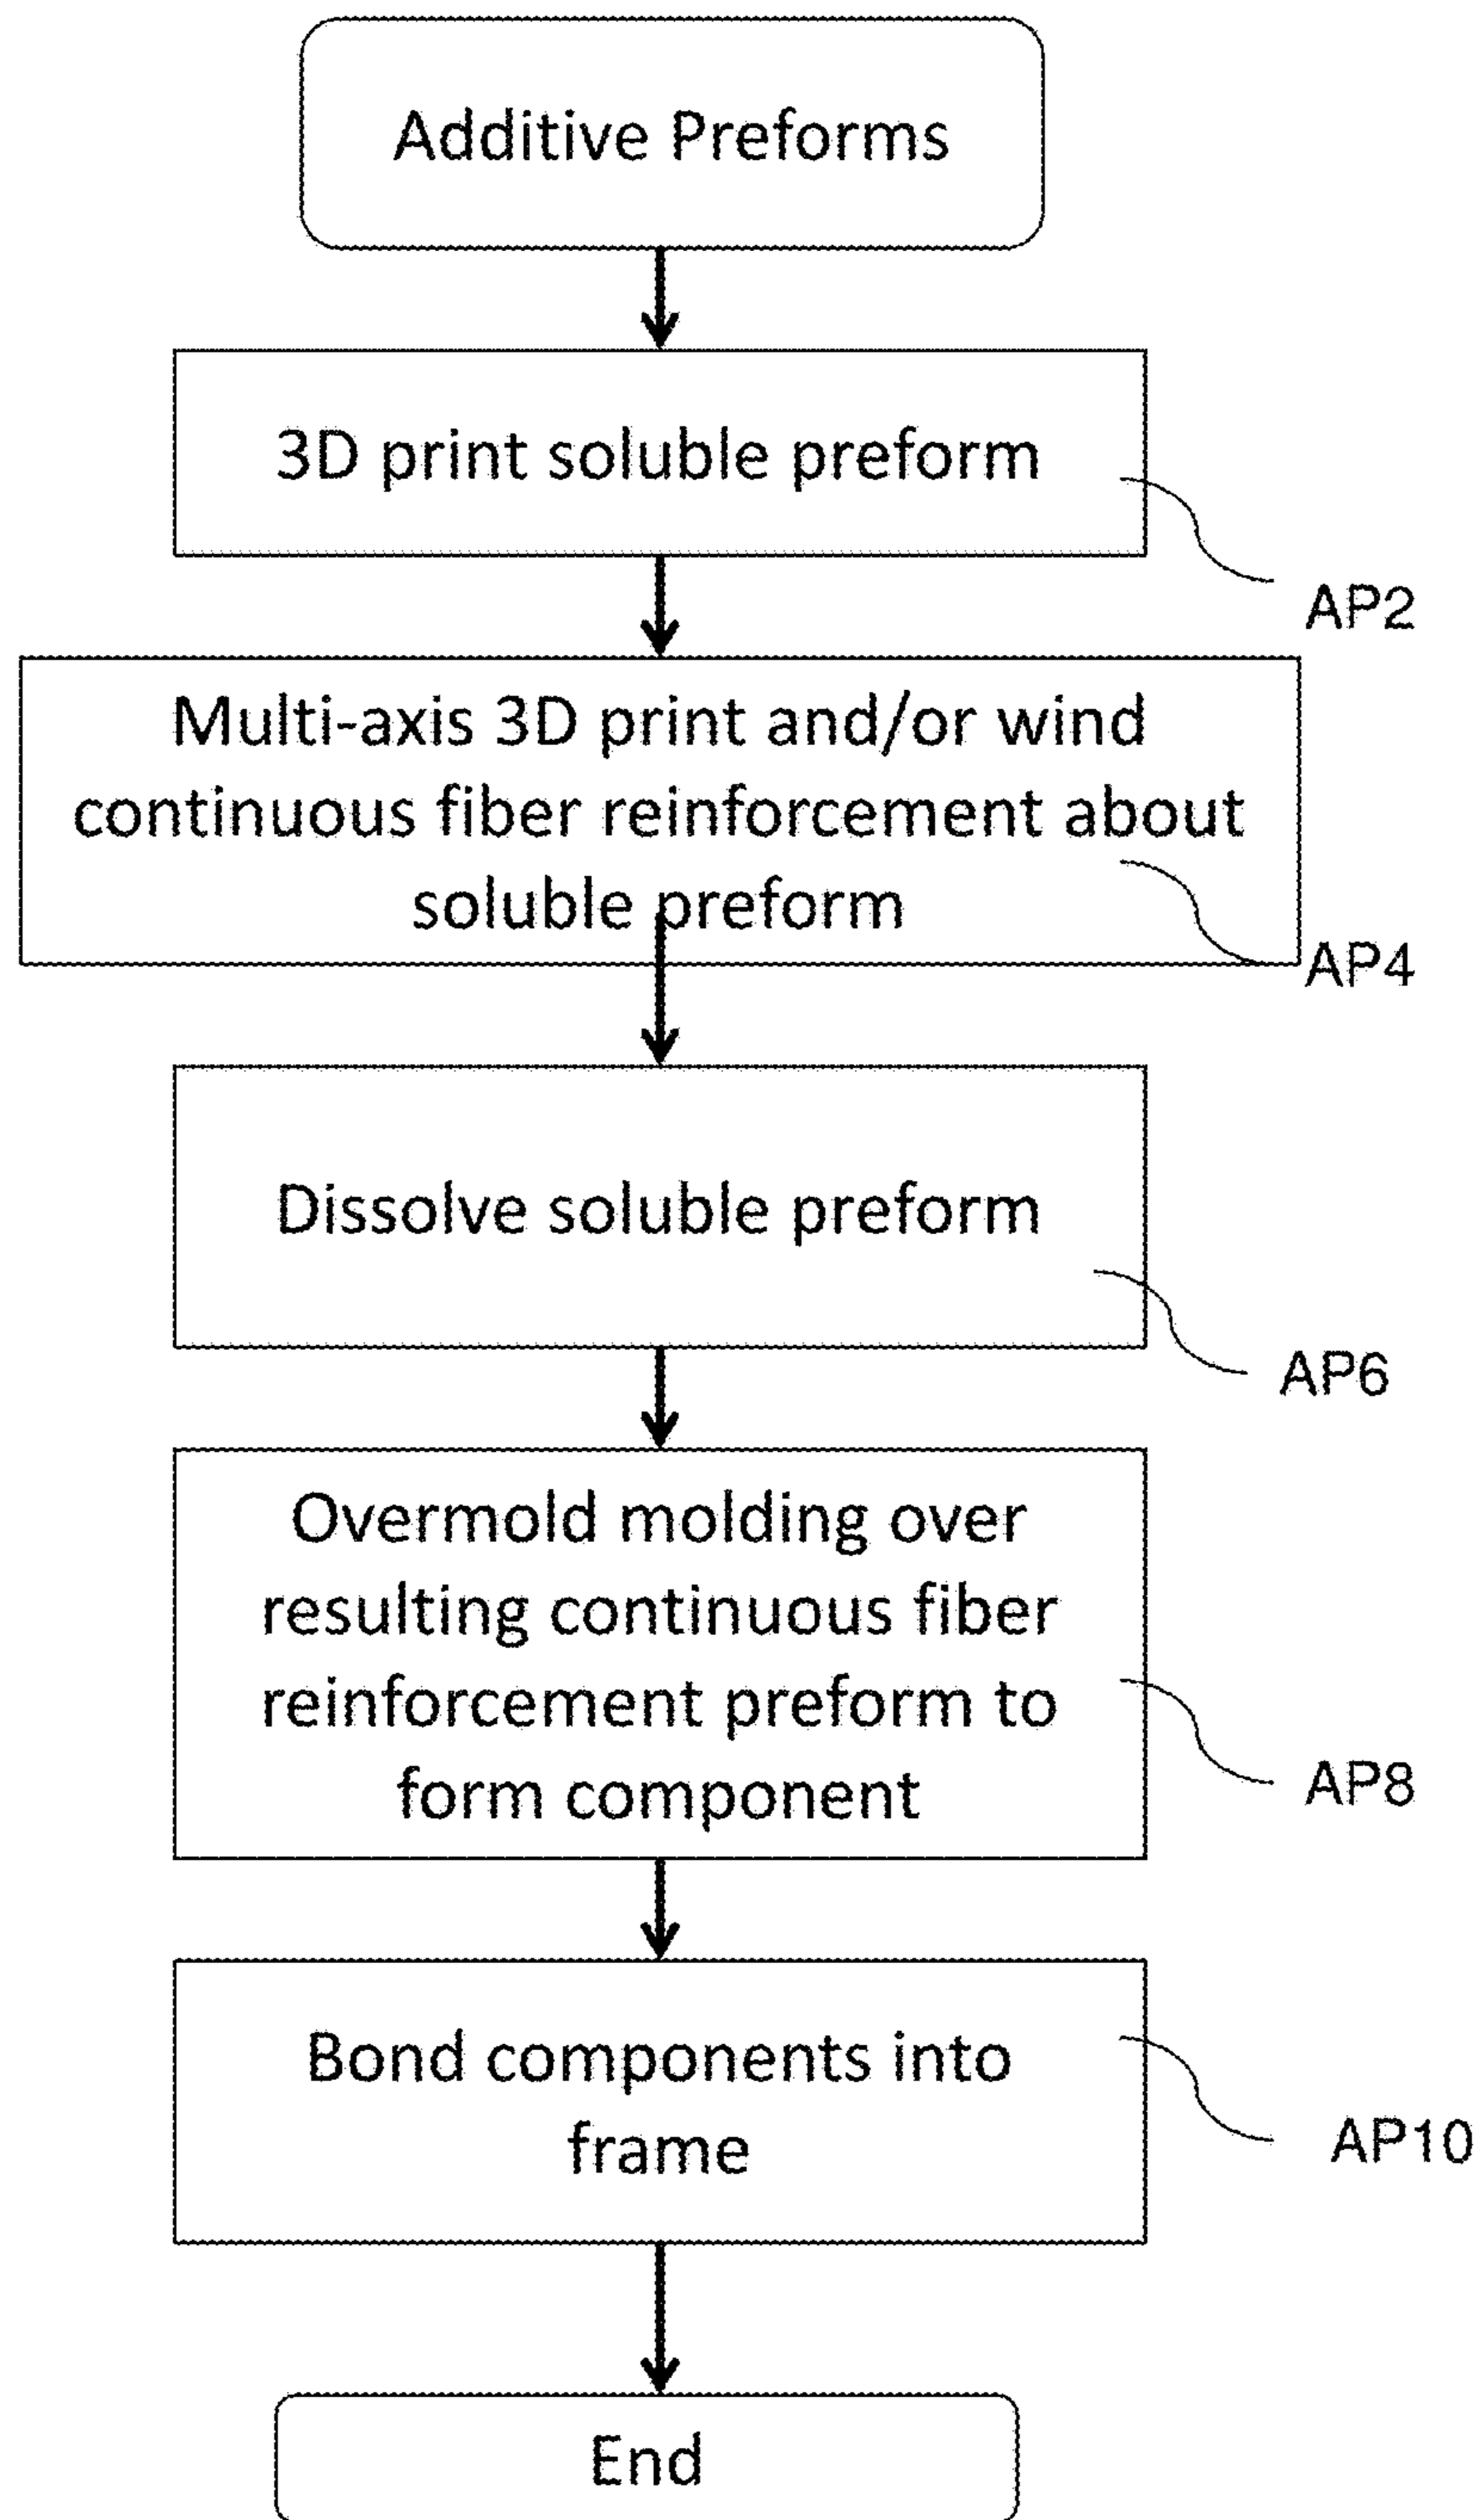 Additive Preforms
3D print soluble preform
AP2
Multi-axis 3D print and/or wind
continuous fiber reinforcement about
soluble preform
AP4
Dissolve soluble preform
AP6
Overmold molding over
resulting continuous fiber
reinforcement preform to
form component
AP8
Bond components into
frame
AP10
End